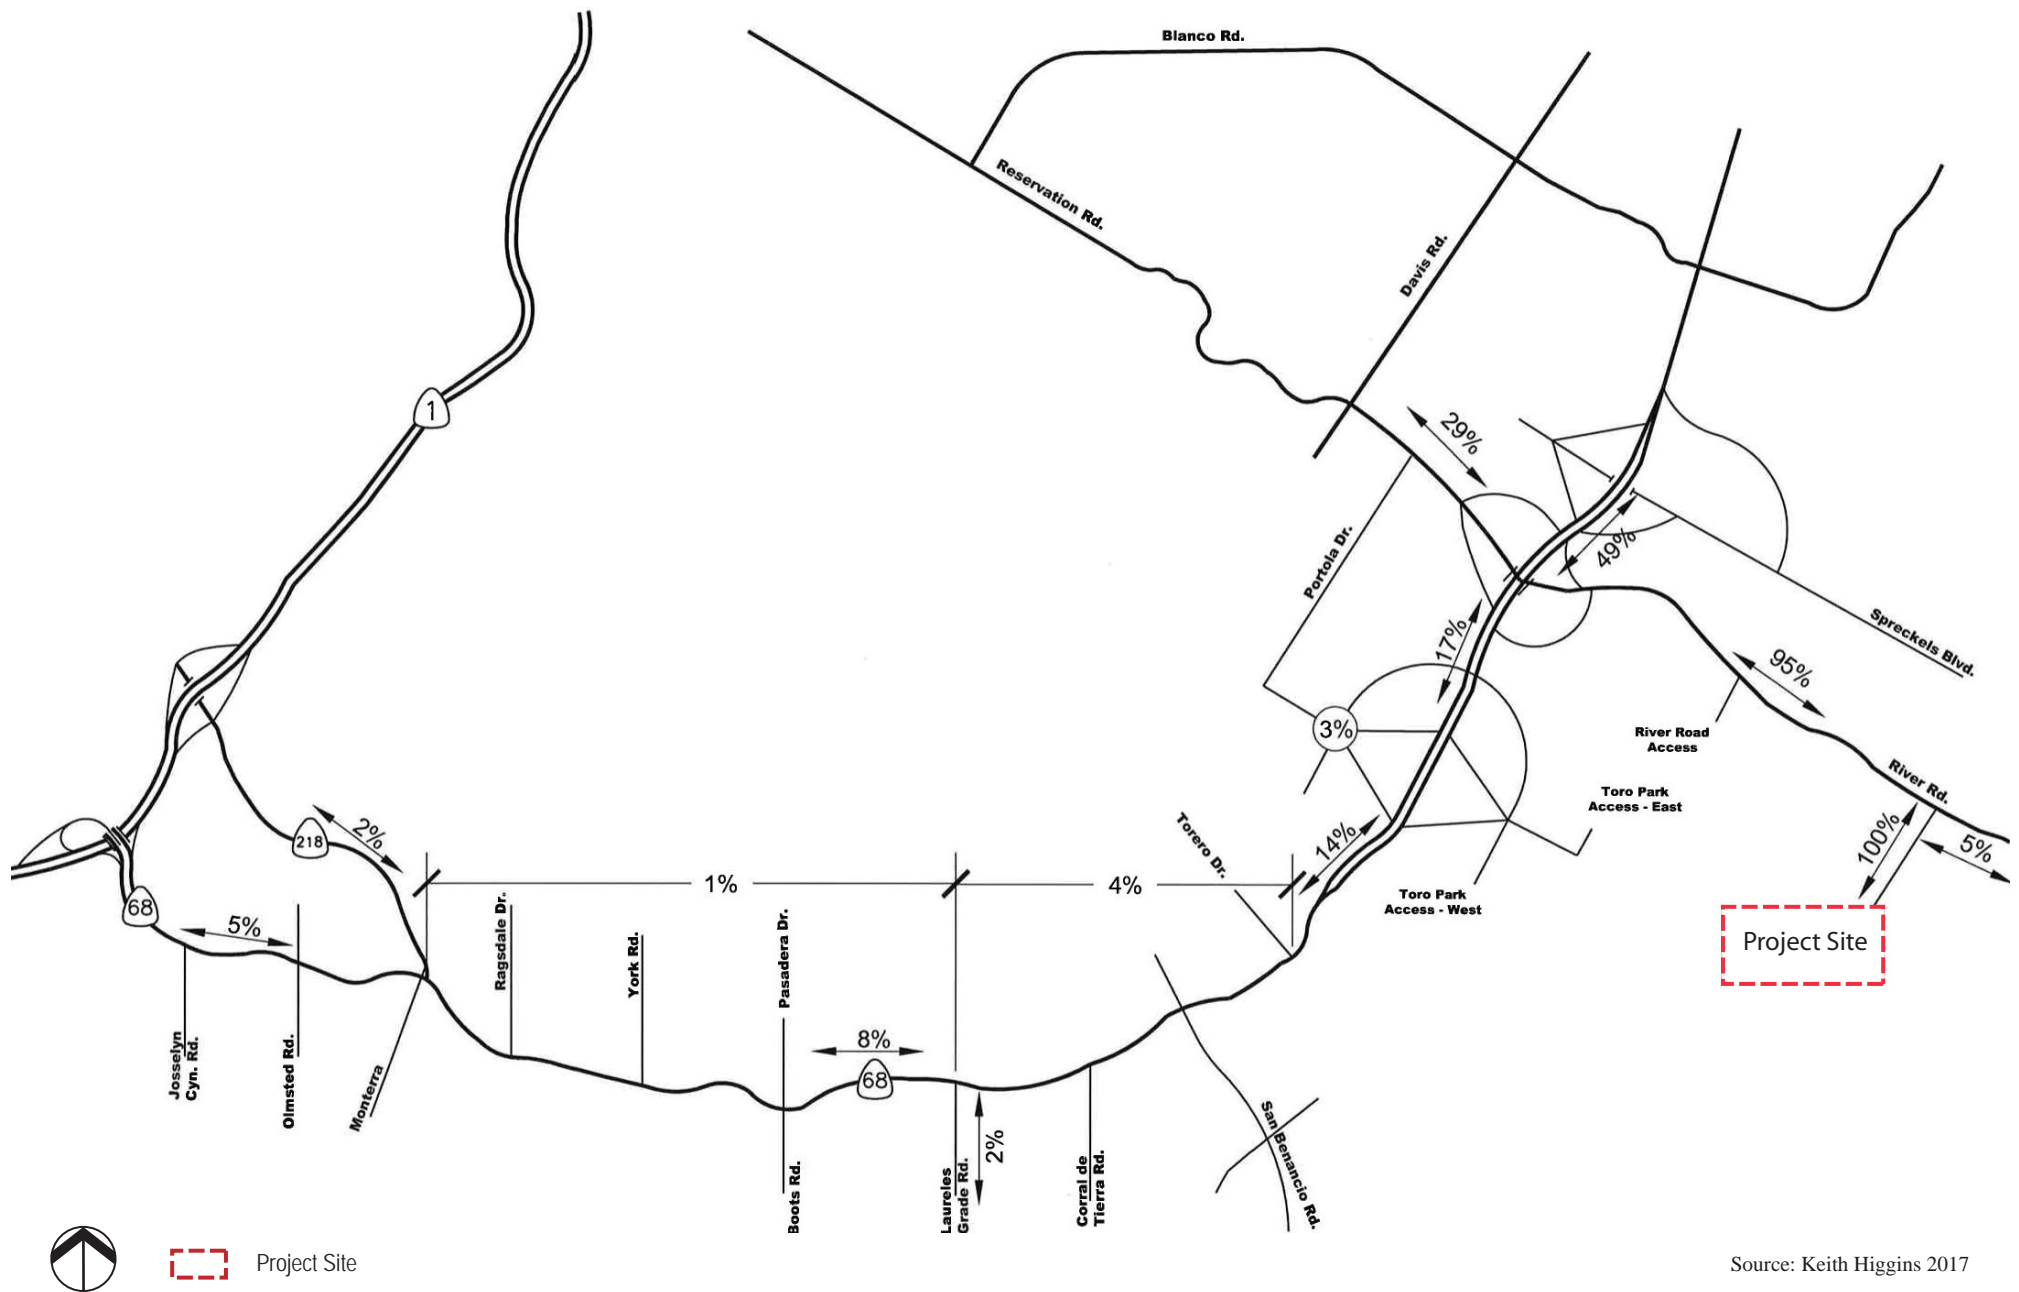 Blanco Rd.
Reservation Rd.
Davis Rd.
1
29%
49%
Portola Dr.
17%
Spreckels Blvd.
95%
3%
River Road
Access
Toro Park
Access - East
River Rd.
100%
5%
218
2%
Torero Dr.
14%
1%
4%
Toro Park
Access - West
68
5%
Ragsdale Dr.
York Rd.
Pasadera Dr.
Project Site
Josselyn
Cyn. Rd.
Olmsted Rd.
Monterra
8%
68
2%
Boots Rd.
Laureles
Grade Rd.
Corral de
Tierra Rd.
San Benancio Rd.
Project Site
Source: Keith Higgins 2017